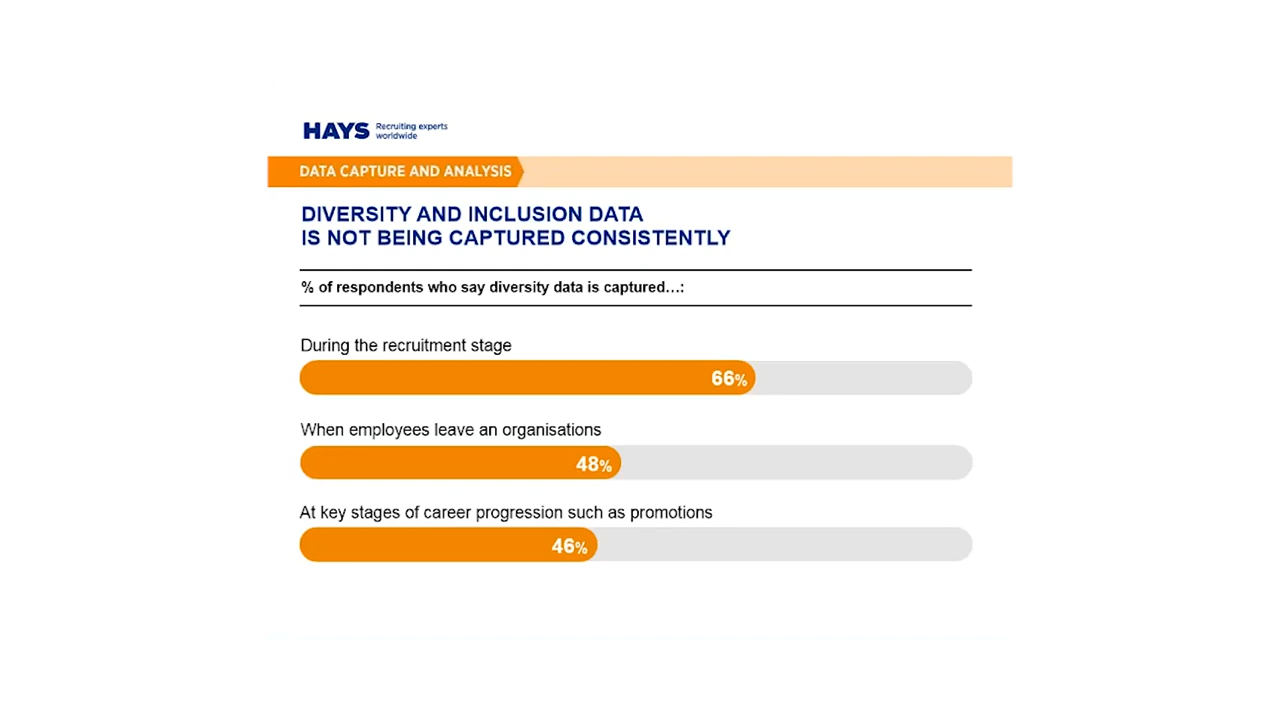 HAYS Recruiting experts
worldwide
DATA CAPTURE AND ANALYSIS
DIVERSITY AND INCLUSION DATA
IS NOT BEING CAPTURED CONSISTENTLY
% of respondents who say diversity data is captured…:
During the recruitment stage
66%
When employees leave an organisations
48%
At key stages of career progression such as promotions
46%